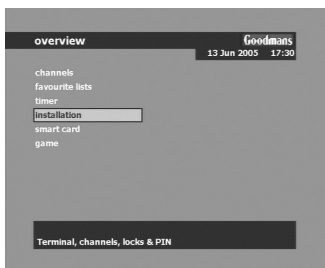 overview
Goodmans
13 Jun 2005 17:30
channels
favourite lists
timer
installation
smart card
game
Terminal, channels, locks & PIN